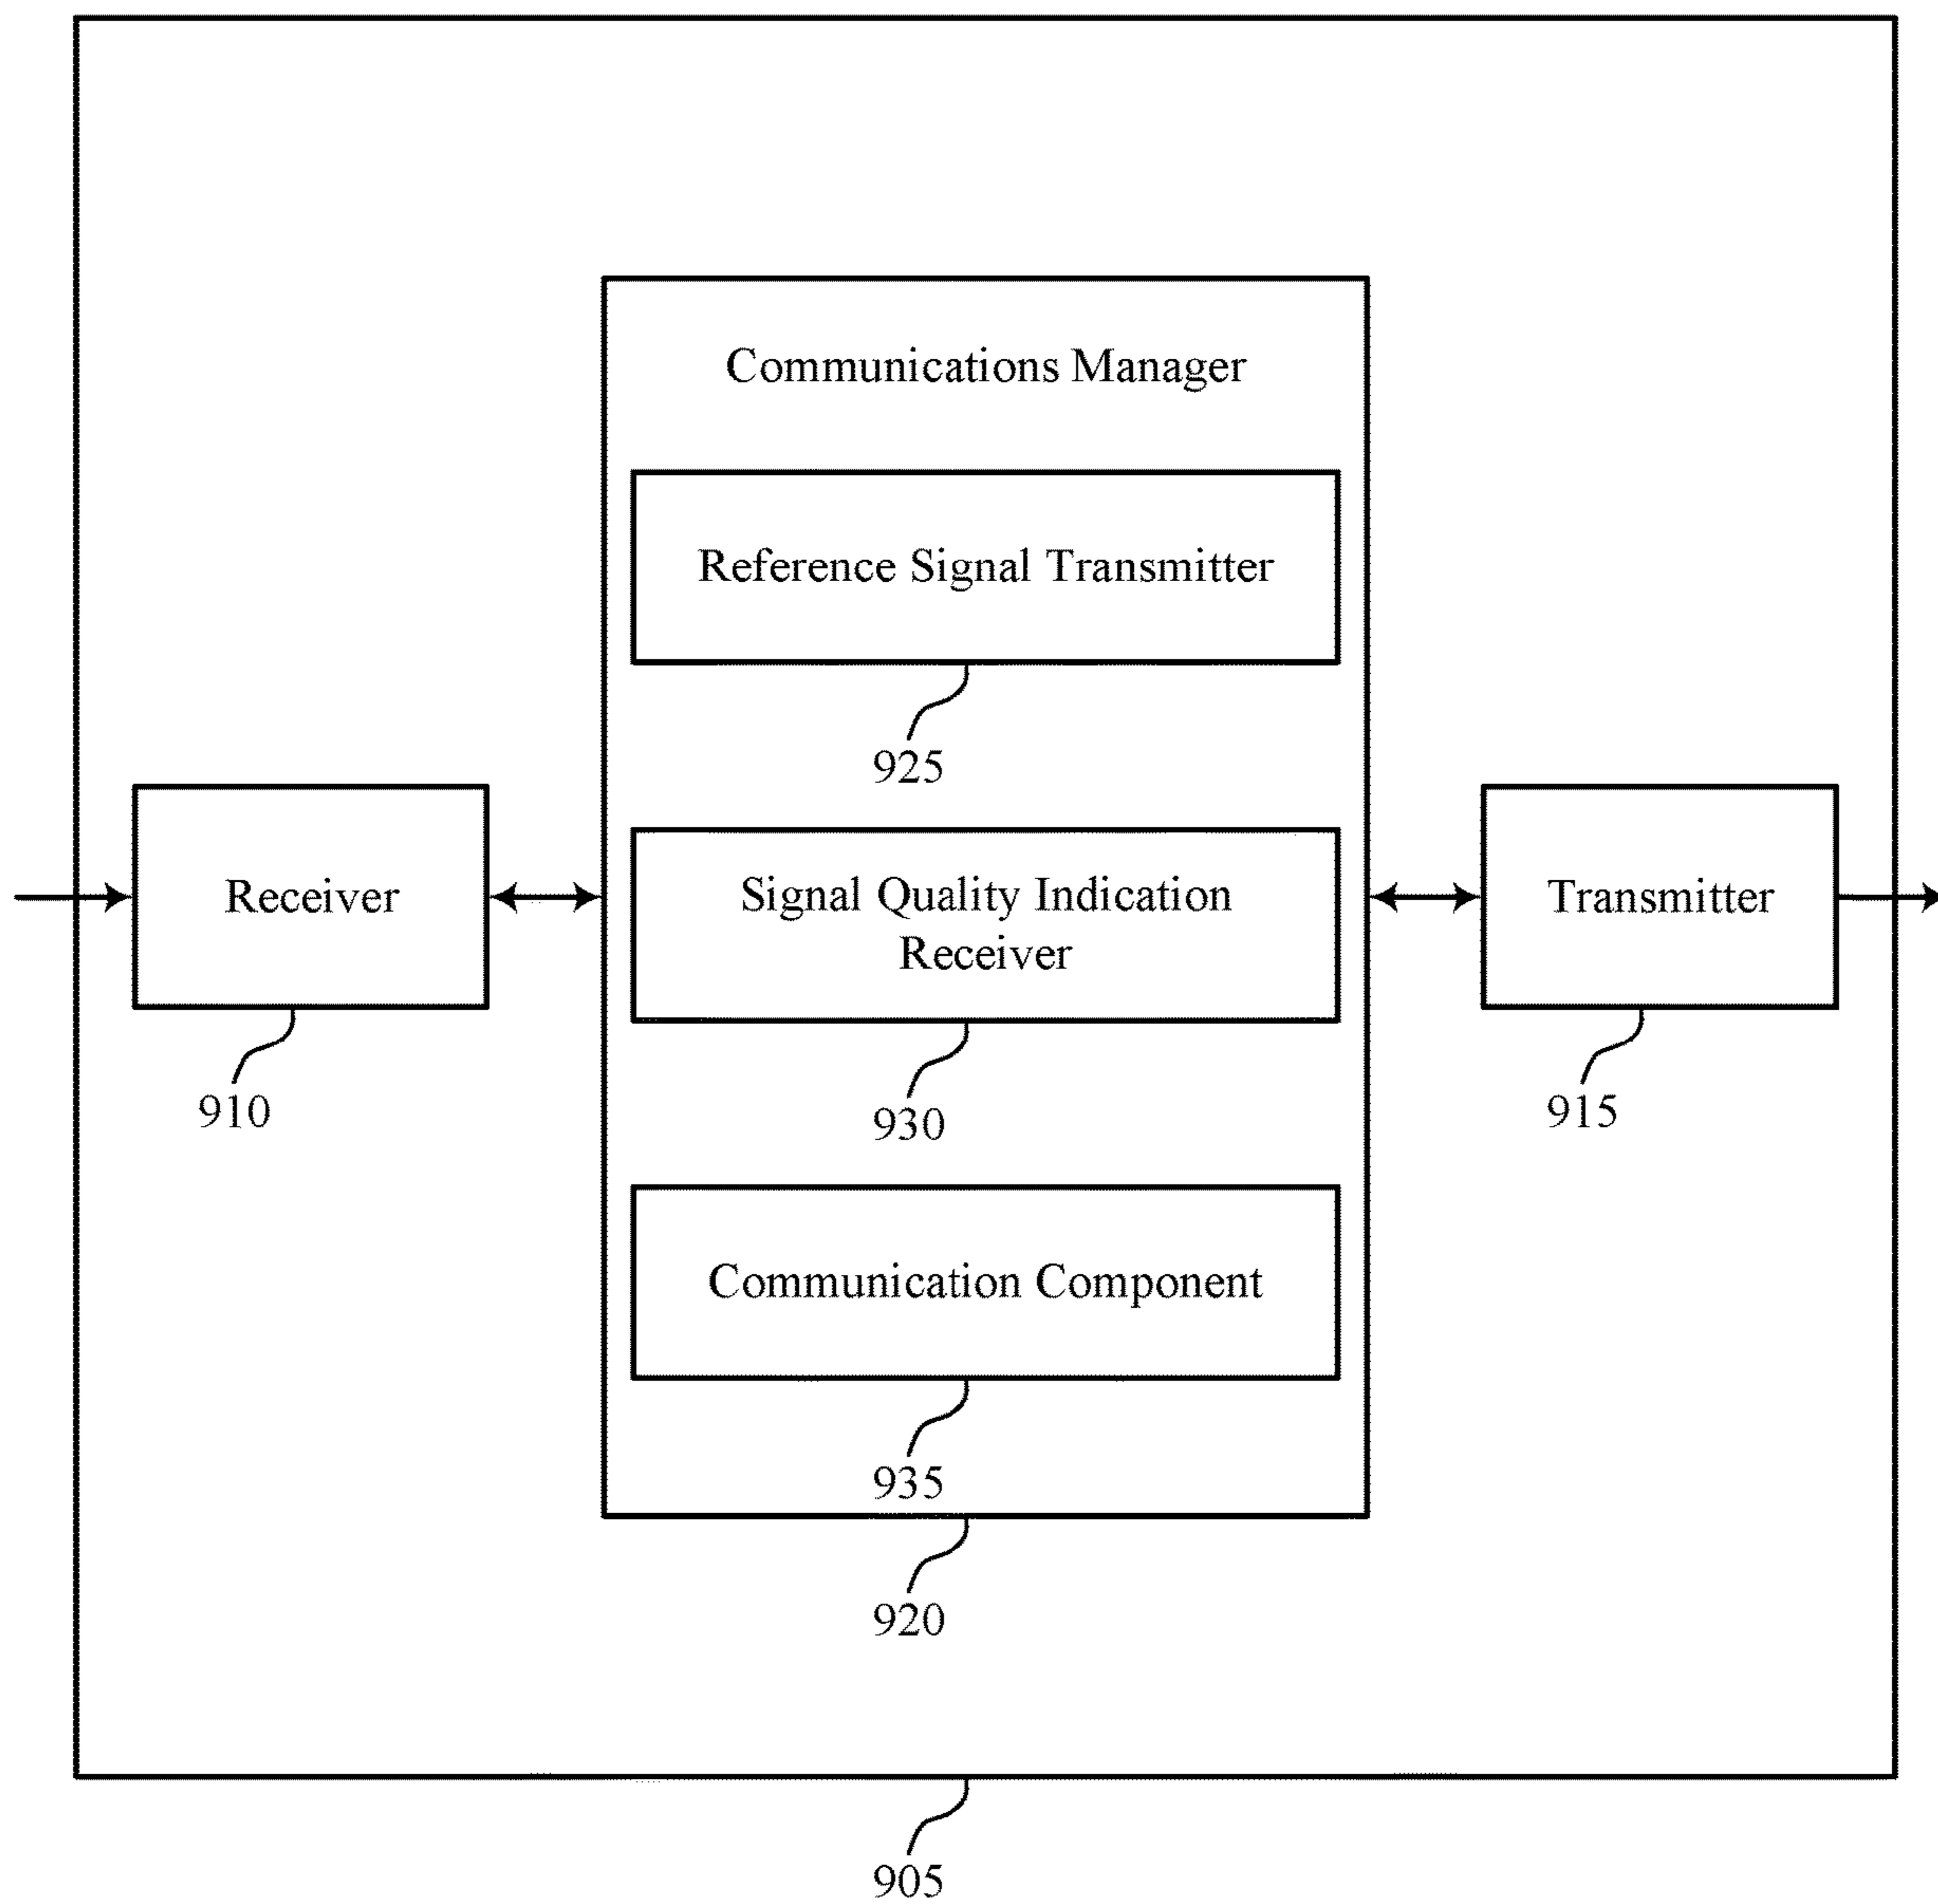 Communications Manager
Reference Signal Transmitter
925
Receiver
910
Signal Quality Indication
Receiver
930
Transmitter
915
Communication Component
935
920
905